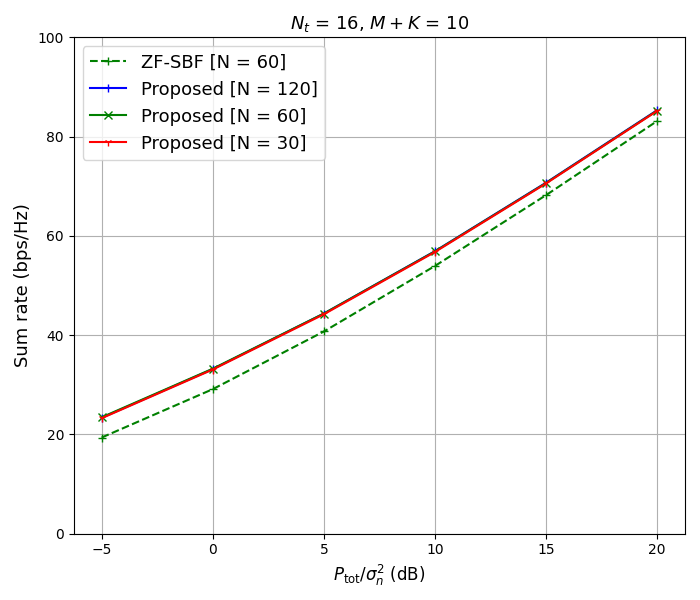 N_t = 16, M + K = 10
Sum rate (bps/Hz)
100
80
60
40
20
0
ZF-SBF [N = 60]
Proposed [N = 120]
Proposed [N = 60]
Proposed [N = 30]
−5 0 5 10 15 20
P_tot/σ_n^2 (dB)